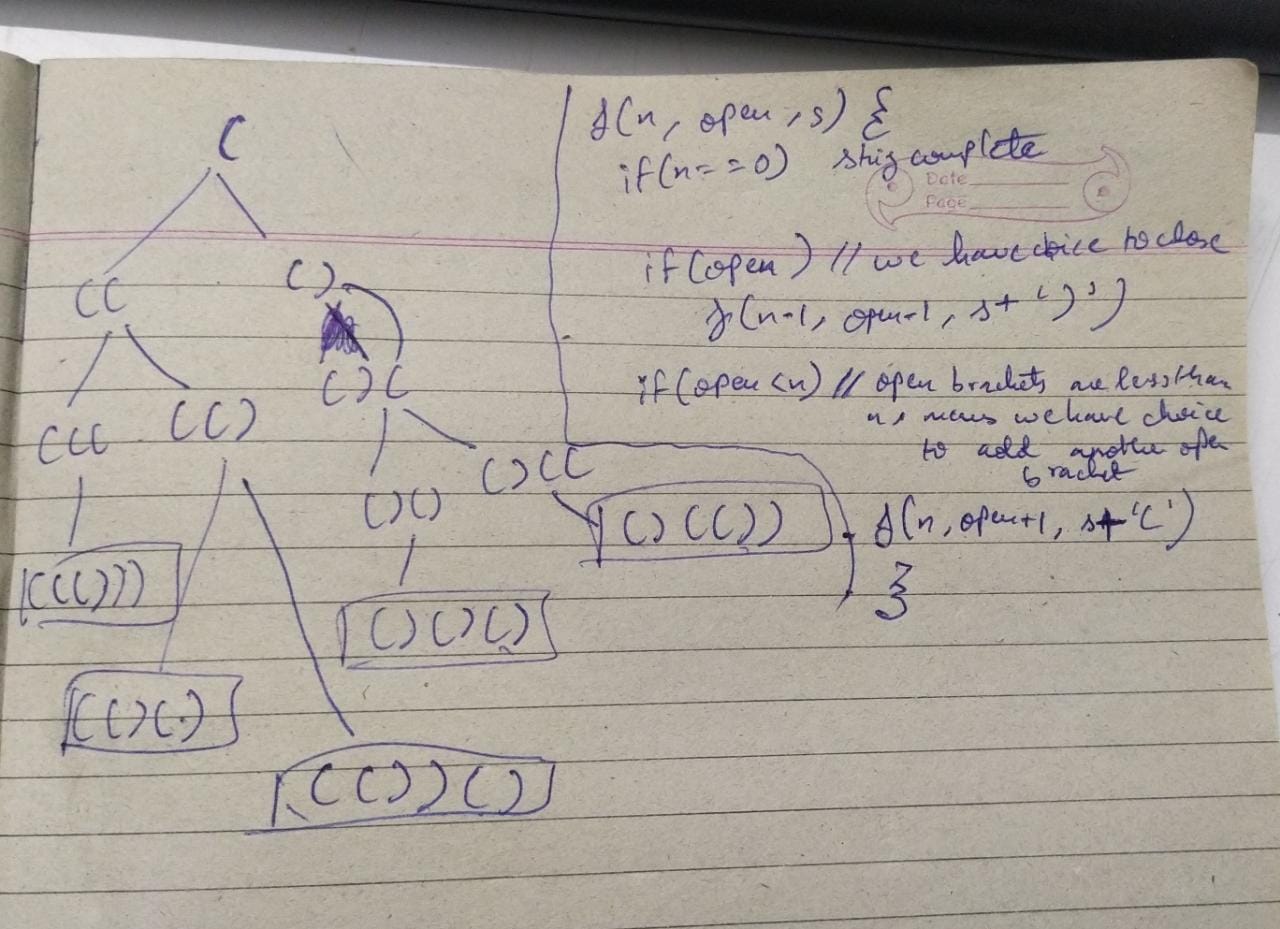 (
((
()
(((
(()
()(
()()
()((
((()))
(()())
(())()
()()()
()(())
f(n, open, s) {
if(n==0) string complete
Date
Page
if(open) // we have choice to close
f(n-1, open-1, s+ ')')
if(open<n) // open brackets are less than
n, means we have choice
to add another open
bracket
f(n, open+1, s+'(')
}